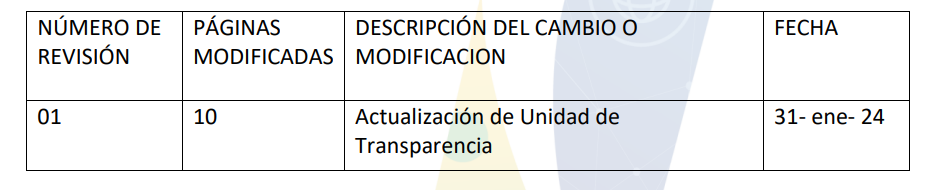 NÚMERO DE REVISIÓN | PÁGINAS MODIFICADAS | DESCRIPCIÓN DEL CAMBIO O MODIFICACION | FECHA
01 | 10 | Actualización de Unidad de Transparencia | 31- ene- 24